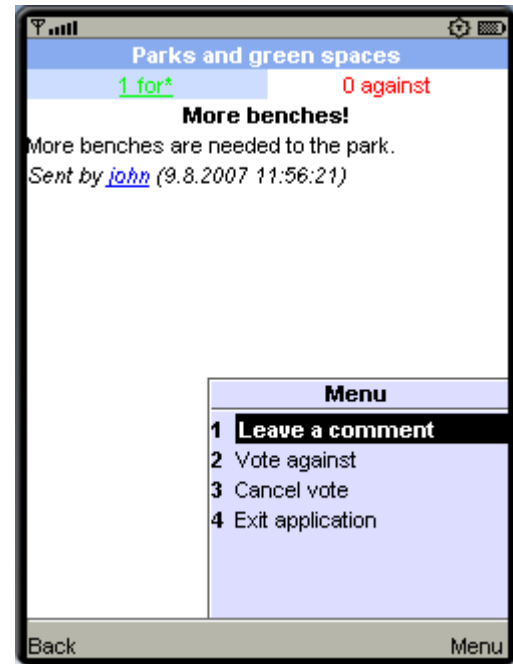 Parks and green spaces
1 for* 0 against
More benches!
More benches are needed to the park.
Sent by john (9.8.2007 11:56:21)
Menu
1 Leave a comment
2 Vote against
3 Cancel vote
4 Exit application
Back Menu